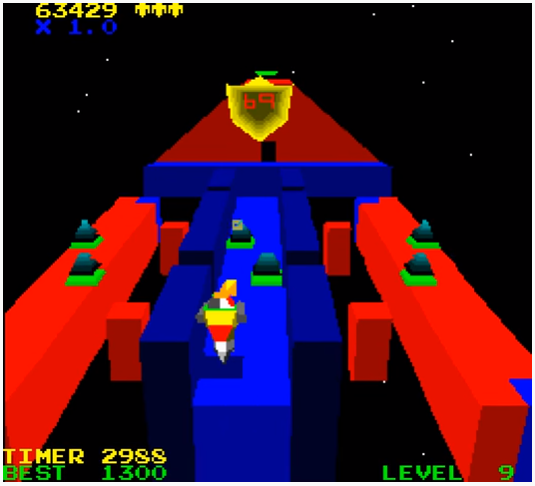 63429
X 1.0
69
TIMER 2988
BEST 1300
LEVEL 9